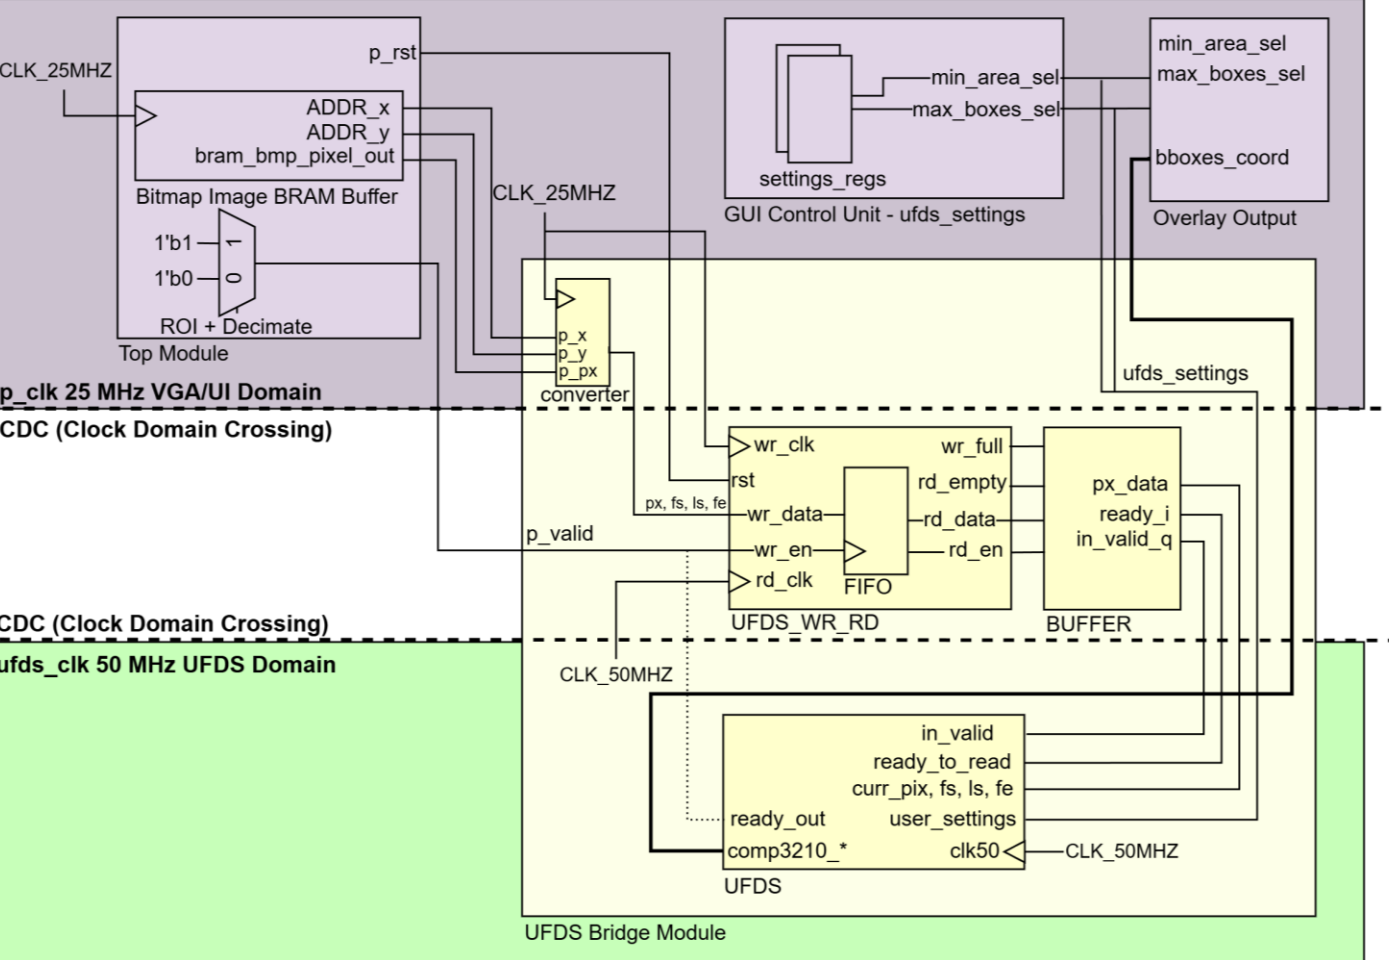 p_rst
CLK_25MHZ
ADDR_x
ADDR_y
bram_bmp_pixel_out
Bitmap Image BRAM Buffer
1'b1
1'b0
1
0
ROI + Decimate
Top Module
min_area_sel
max_boxes_sel
settings_regs
GUI Control Unit - ufds_settings
min_area_sel
max_boxes_sel
bboxes_coord
Overlay Output
CLK_25MHZ
p_x
p_y
p_px
converter
ufds_settings
p_clk 25 MHz VGA/UI Domain
CDC (Clock Domain Crossing)
wr_clk
rst
px, fs, ls, fe
wr_data
p_valid
wr_en
rd_clk
FIFO
wr_full
rd_empty
rd_data
rd_en
UFDS_WR_RD
px_data
ready_i
in_valid_q
BUFFER
CDC (Clock Domain Crossing)
ufds_clk 50 MHz UFDS Domain
CLK_50MHZ
in_valid
ready_to_read
curr_pix, fs, ls, fe
ready_out
user_settings
comp3210_*
clk50
CLK_50MHZ
UFDS
UFDS Bridge Module